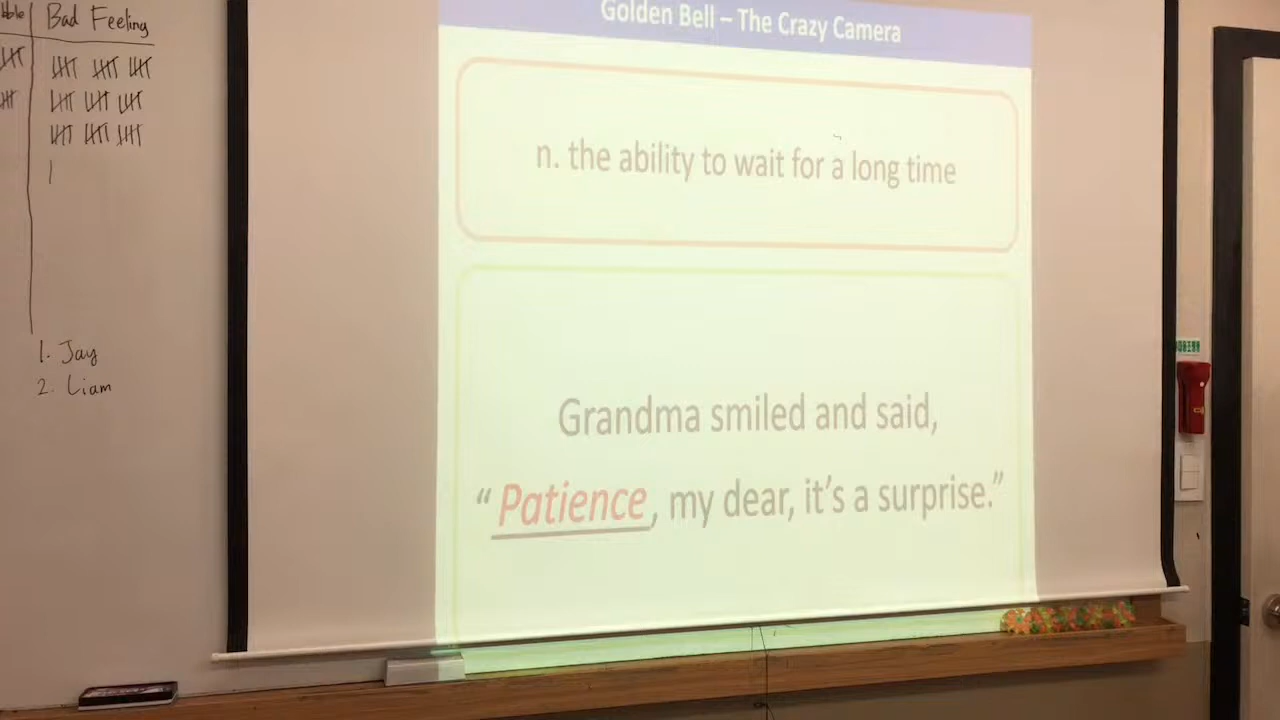 Bad Feeling
1. Jay
2. Liam
Golden Bell – The Crazy Camera
n. the ability to wait for a long time
Grandma smiled and said,
“Patience, my dear, it’s a surprise.”